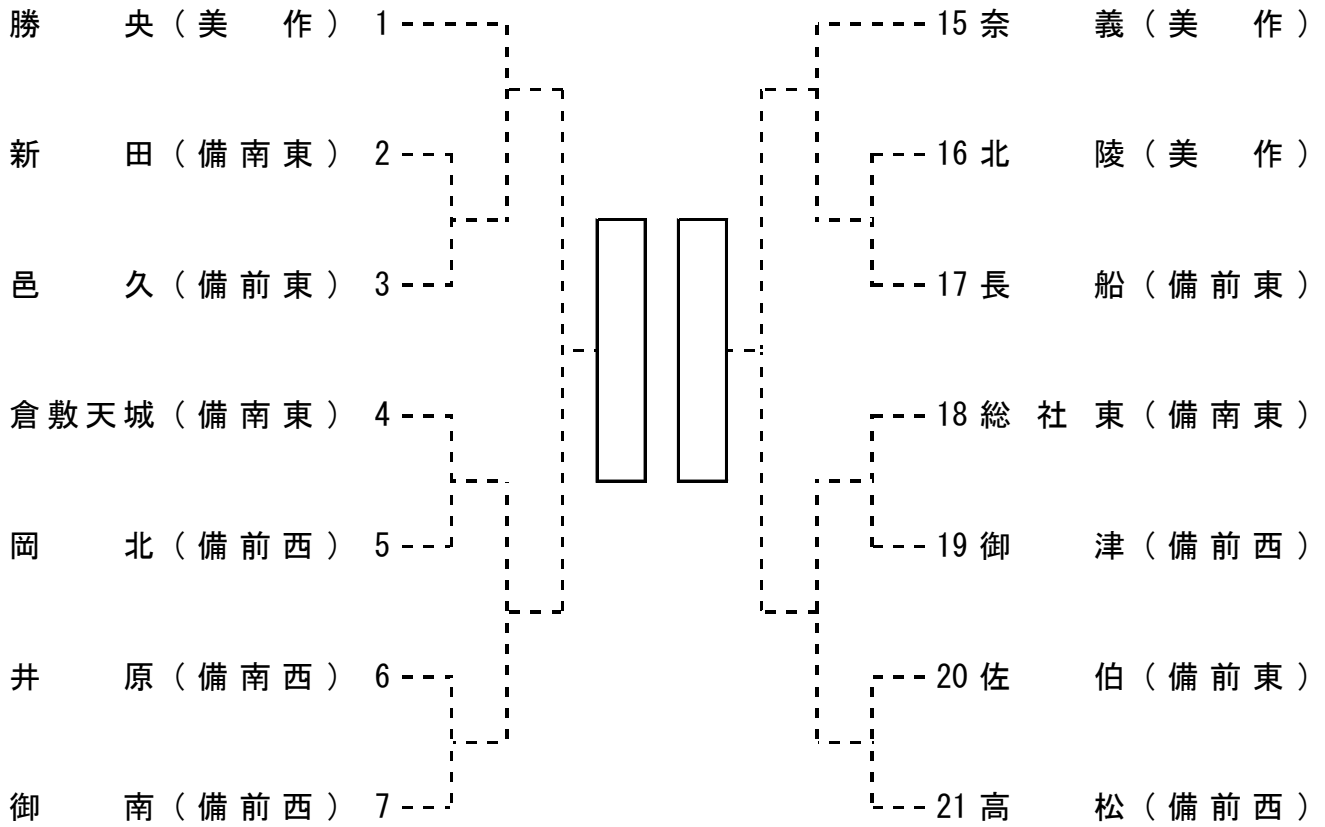 勝央（美作）1
新田（備南東）2
邑久（備前東）3
倉敷天城（備南東）4
岡北（備前西）5
井原（備南西）6
御南（備前西）7
15 奈義（美作）
16 北陵（美作）
17 長船（備前東）
18 総社東（備南東）
19 御津（備前西）
20 佐伯（備前東）
21 高松（備前西）